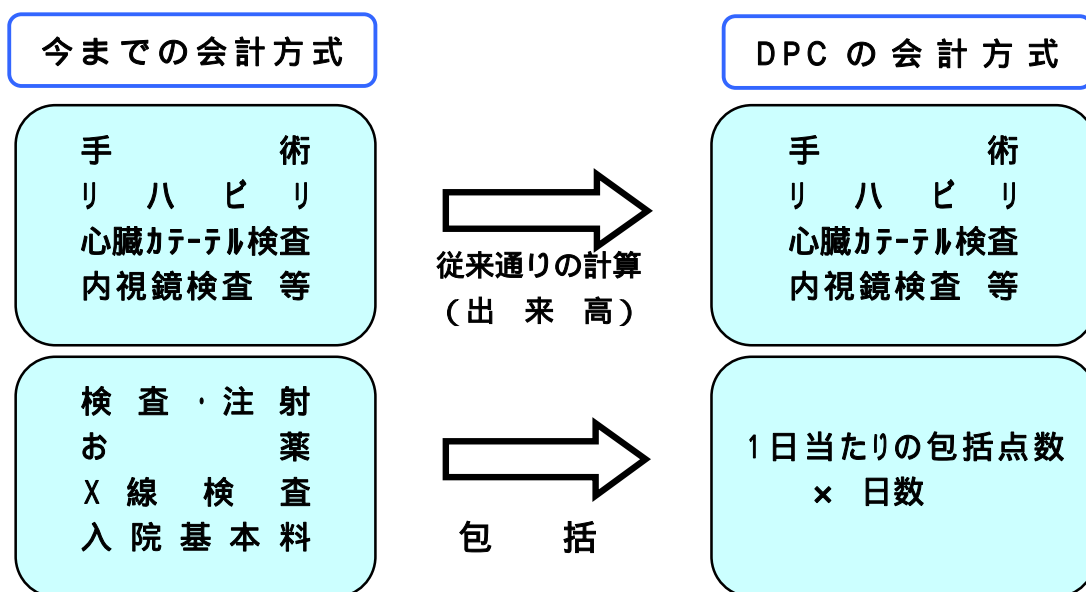 今までの会計方式
DPCの会計方式
手術
リハビリ
心臓ｶﾃｰﾃﾙ検査
内視鏡検査 等
従来通りの計算
(出来高)
手術
リハビリ
心臓ｶﾃｰﾃﾙ検査
内視鏡検査 等
検査・注射
お薬
X線検査
入院基本料
包括
1日当たりの包括点数
× 日数